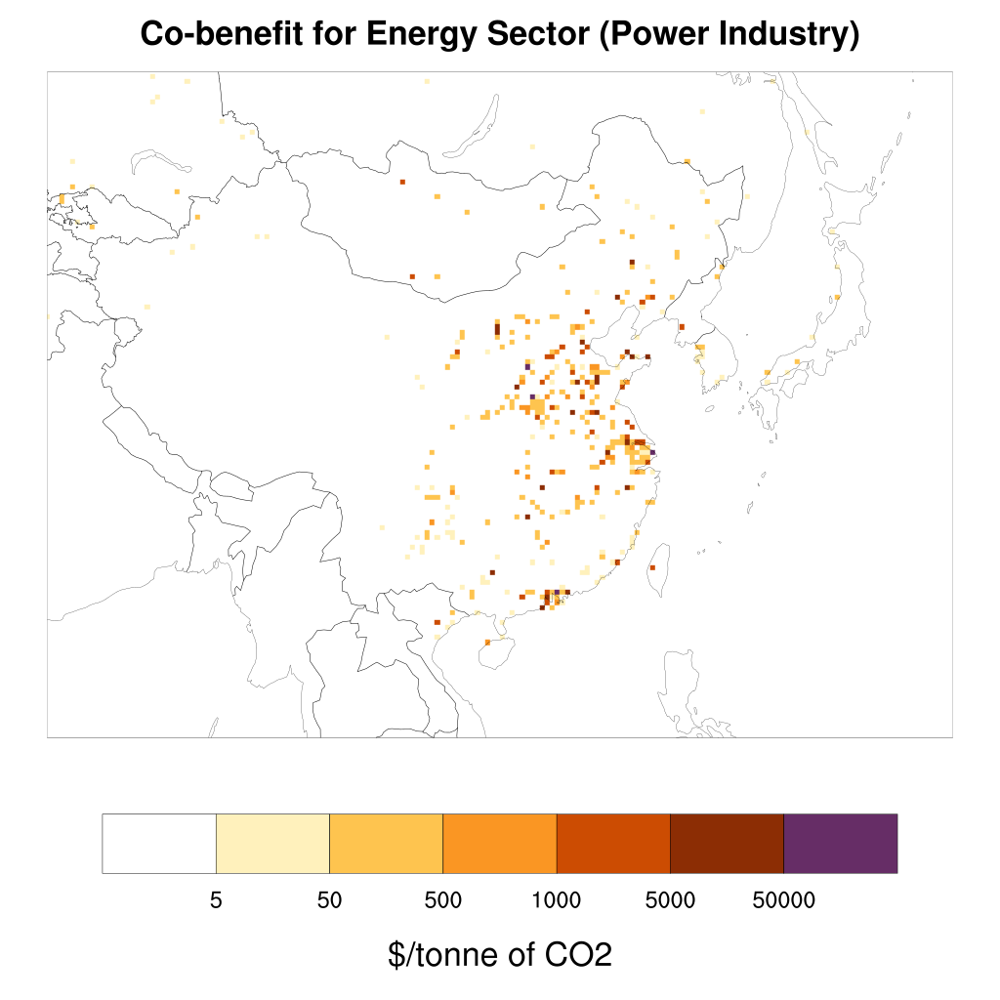 Co-benefit for Energy Sector (Power Industry)
5 50 500 1000 5000 50000
$/tonne of CO2